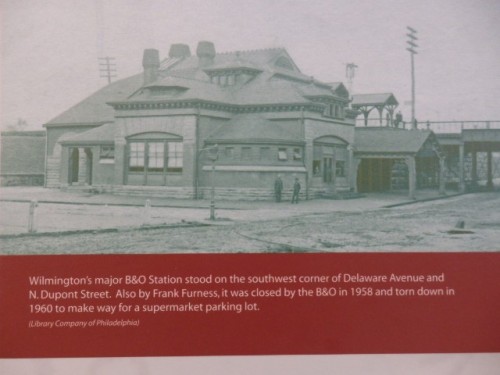 Wilmington's major B&O Station stood on the southwest corner of Delaware Avenue and
N. Dupont Street. Also by Frank Furness, it was closed by the B&O in 1958 and torn down in
1960 to make way for a supermarket parking lot.
(Library Company of Philadelphia)